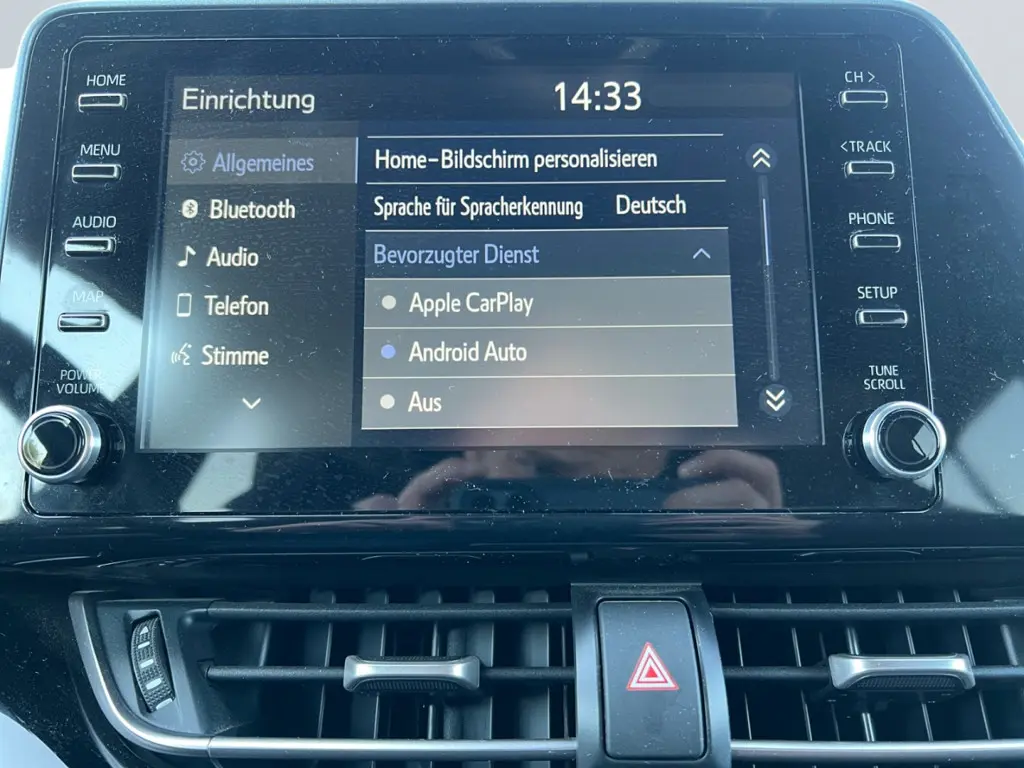 HOME
MENU
AUDIO
MAP
POWER
VOLUME
Einrichtung
14:33
Allgemeines
Bluetooth
Audio
Telefon
Stimme
Home-Bildschirm personalisieren
Sprache für Spracherkennung Deutsch
Bevorzugter Dienst
Apple CarPlay
Android Auto
Aus
CH >
< TRACK
PHONE
SETUP
TUNE
SCROLL